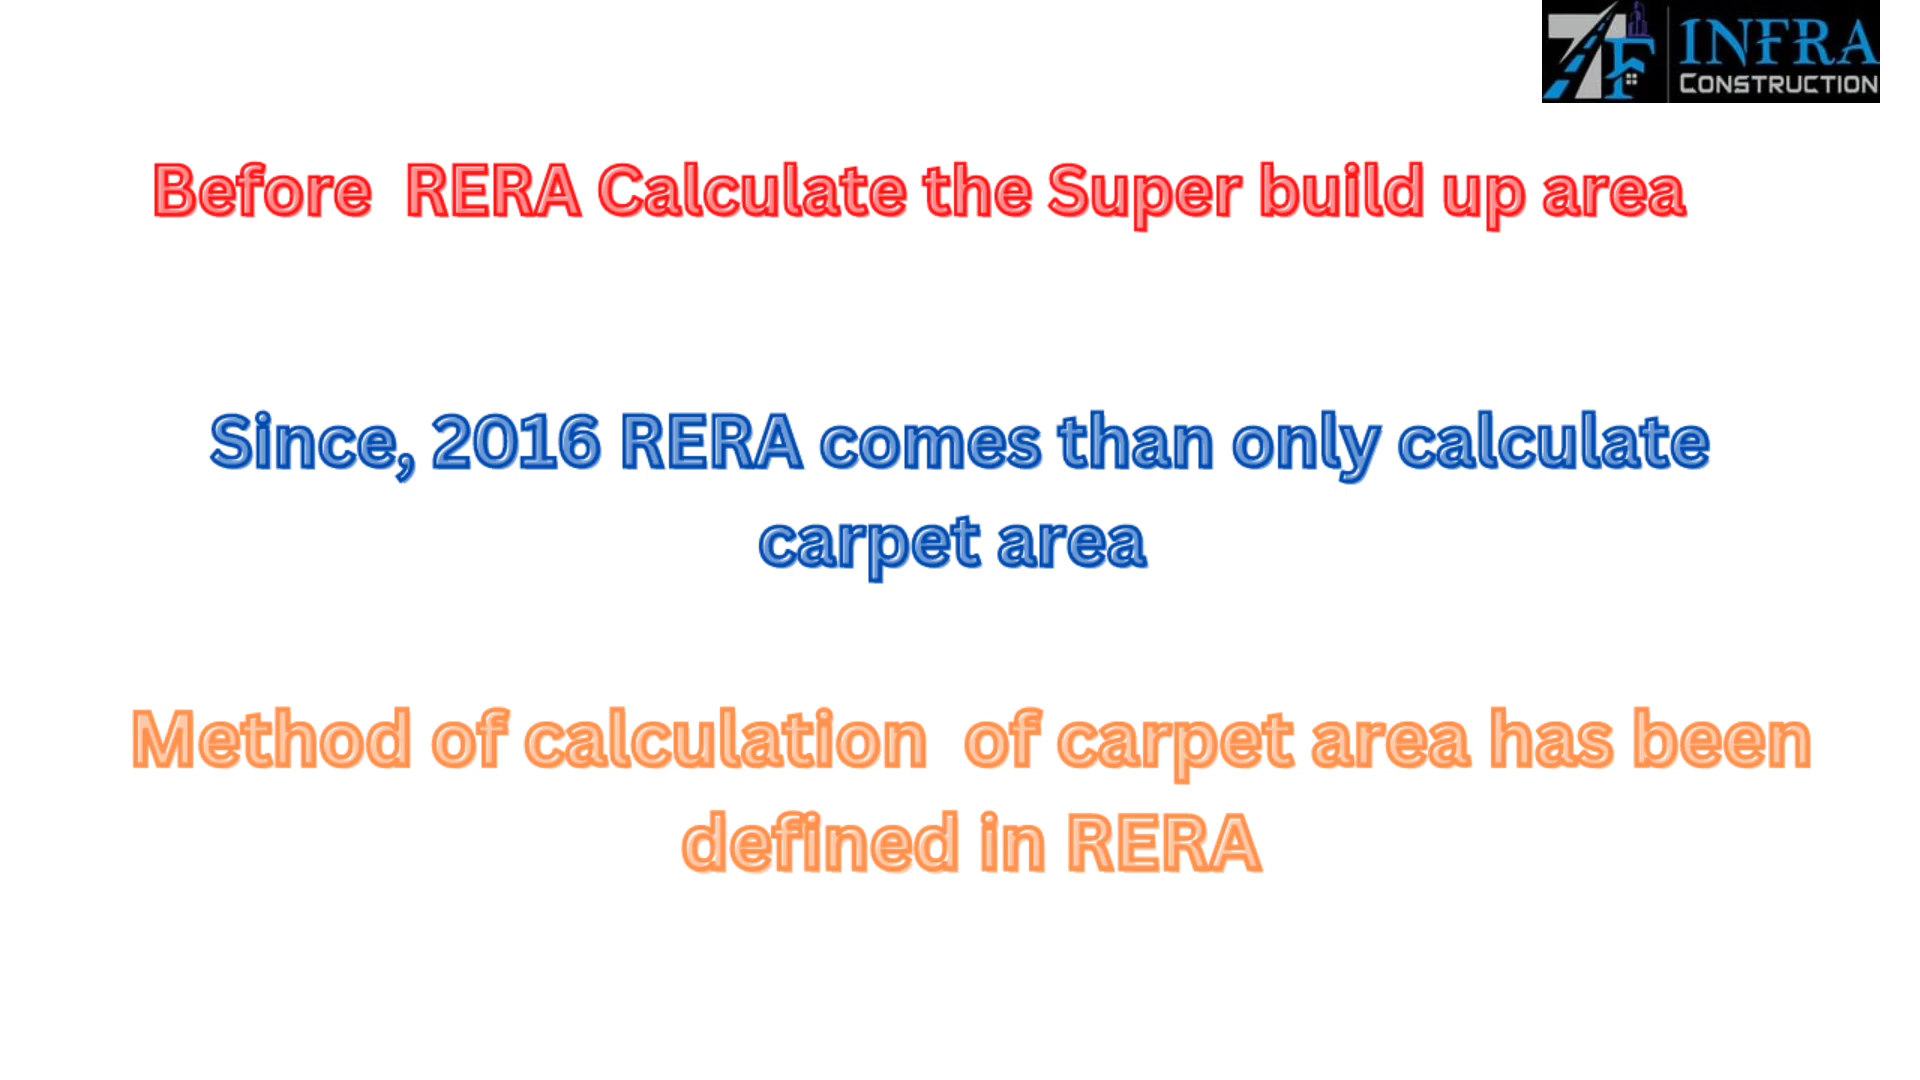 7F INFRA
CONSTRUCTION
Before RERA Calculate the Super build up area
Since, 2016 RERA comes than only calculate
carpet area
Method of calculation of carpet area has been
defined in RERA